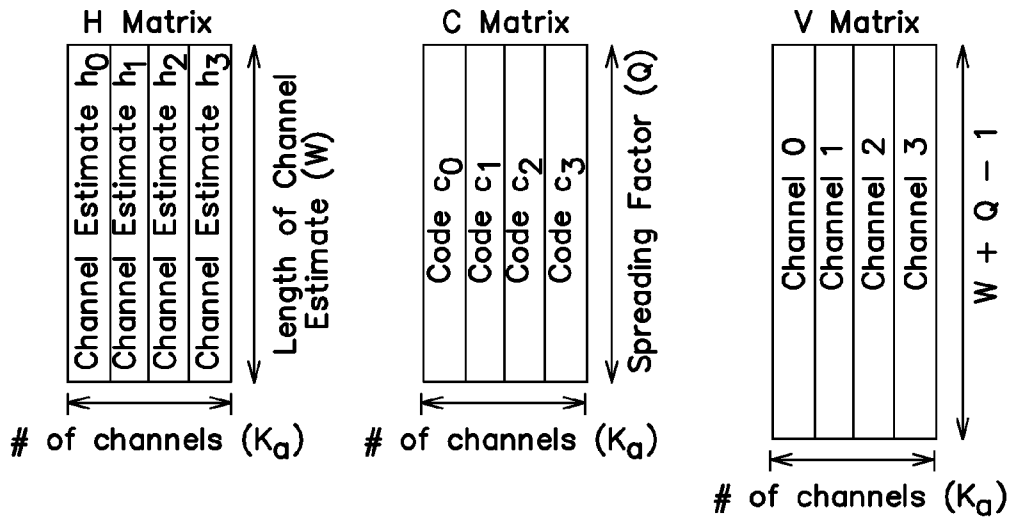 H Matrix
Channel Estimate h0
Channel Estimate h1
Channel Estimate h2
Channel Estimate h3
Length of Channel
Estimate (W)
# of channels (Ka)
C Matrix
Code c0
Code c1
Code c2
Code c3
Spreading Factor (Q)
# of channels (Ka)
V Matrix
Channel 0
Channel 1
Channel 2
Channel 3
W + Q - 1
# of channels (Ka)